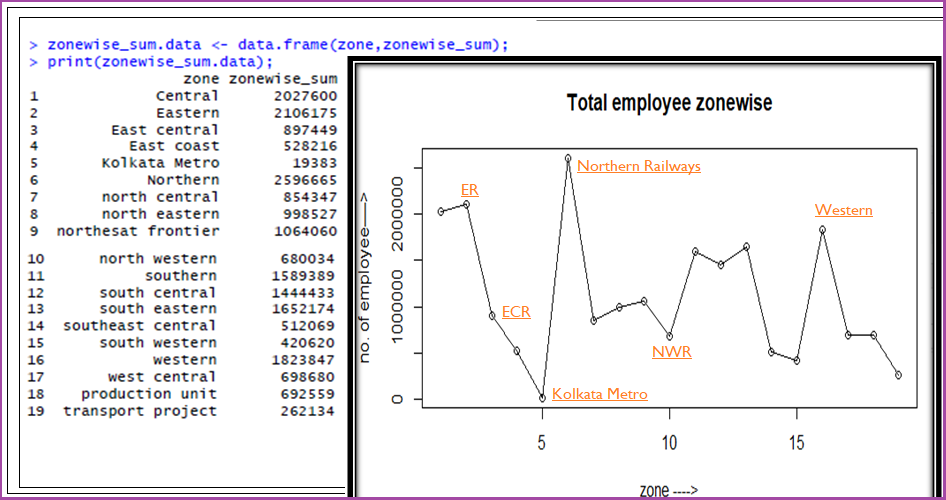 > zonewise_sum.data <- data.frame(zone,zonewise_sum);
> print(zonewise_sum.data);
zone zonewise_sum
1 Central 2027600
2 Eastern 2106175
3 East central 897449
4 East coast 528216
5 Kolkata Metro 19383
6 Northern 2596665
7 north central 854347
8 north eastern 998527
9 northesat frontier 1064060
10 north western 680034
11 southern 1589389
12 south central 1444433
13 south eastern 1652174
14 southeast central 512069
15 south western 420620
16 western 1823847
17 west central 698680
18 production unit 692559
19 transport project 262134
Total employee zonewise
no. of employee---->
2000000
1000000
0
ER
Northern Railways
Western
ECR
NWR
Kolkata Metro
5 10 15
zone ---->